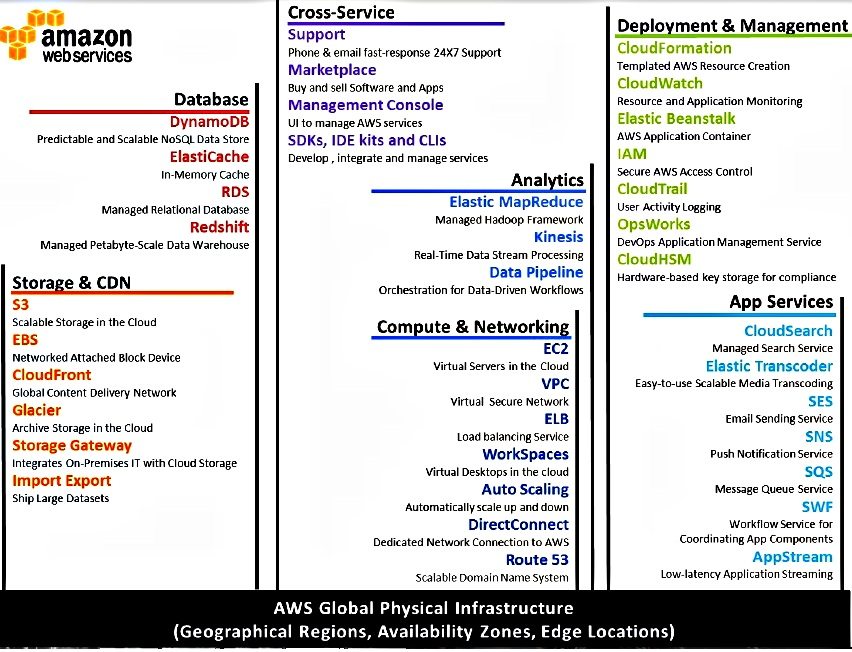 amazon
webservices
Database
DynamoDB
Predictable and Scalable NoSQL Data Store
ElastiCache
In-Memory Cache
RDS
Managed Relational Database
Redshift
Managed Petabyte-Scale Data Warehouse
Storage & CDN
S3
Scalable Storage in the Cloud
EBS
Networked Attached Block Device
CloudFront
Global Content Delivery Network
Glacier
Archive Storage in the Cloud
Storage Gateway
Integrates On-Premises IT with Cloud Storage
Import Export
Ship Large Datasets
Cross-Service
Support
Phone & email fast-response 24X7 Support
Marketplace
Buy and sell Software and Apps
Management Console
UI to manage AWS services
SDKs, IDE kits and CLIs
Develop , integrate and manage services
Analytics
Elastic MapReduce
Managed Hadoop Framework
Kinesis
Real-Time Data Stream Processing
Data Pipeline
Orchestration for Data-Driven Workflows
Compute & Networking
EC2
Virtual Servers in the Cloud
VPC
Virtual Secure Network
ELB
Load balancing Service
WorkSpaces
Virtual Desktops in the cloud
Auto Scaling
Automatically scale up and down
DirectConnect
Dedicated Network Connection to AWS
Route 53
Scalable Domain Name System
Deployment & Management
CloudFormation
Templated AWS Resource Creation
CloudWatch
Resource and Application Monitoring
Elastic Beanstalk
AWS Application Container
IAM
Secure AWS Access Control
CloudTrail
User Activity Logging
OpsWorks
DevOps Application Management Service
CloudHSM
Hardware-based key storage for compliance
App Services
CloudSearch
Managed Search Service
Elastic Transcoder
Easy-to-use Scalable Media Transcoding
SES
Email Sending Service
SNS
Push Notification Service
SQS
Message Queue Service
SWF
Workflow Service for
Coordinating App Components
AppStream
Low-latency Application Streaming
AWS Global Physical Infrastructure
(Geographical Regions, Availability Zones, Edge Locations)